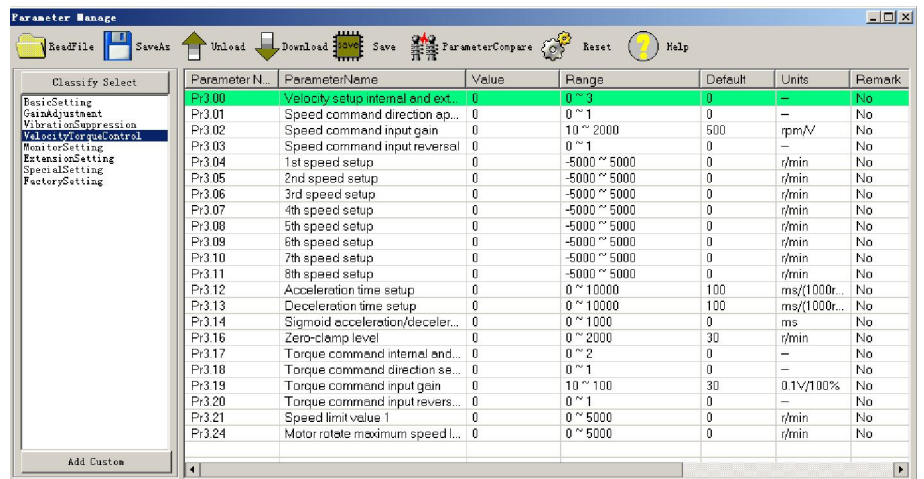 Parameter Manage
ReadFile SaveAs Unload Download save Save ParameterCompare Reset ? Help
Classify Select
BasicSetting
GainAdjustment
VibrationSuppression
VelocityTorqueControl
MonitorSetting
ExtensionSetting
SpecialSetting
FactorySetting
Add Custom
Parameter N... ParameterName Value Range Default Units Remark
Pr3.00 Velocity setup internal and ext... 0 0 ~ 3 0 – No
Pr3.01 Speed command direction ap... 0 0 ~ 1 0 – No
Pr3.02 Speed command input gain 0 10 ~ 2000 500 rpm/V No
Pr3.03 Speed command input reversal 0 0 ~ 1 0 – No
Pr3.04 1st speed setup 0 -5000 ~ 5000 0 r/min No
Pr3.05 2nd speed setup 0 -5000 ~ 5000 0 r/min No
Pr3.06 3rd speed setup 0 -5000 ~ 5000 0 r/min No
Pr3.07 4th speed setup 0 -5000 ~ 5000 0 r/min No
Pr3.08 5th speed setup 0 -5000 ~ 5000 0 r/min No
Pr3.09 6th speed setup 0 -5000 ~ 5000 0 r/min No
Pr3.10 7th speed setup 0 -5000 ~ 5000 0 r/min No
Pr3.11 8th speed setup 0 -5000 ~ 5000 0 r/min No
Pr3.12 Acceleration time setup 0 0 ~ 10000 100 ms/(1000r... No
Pr3.13 Deceleration time setup 0 0 ~ 10000 100 ms/(1000r... No
Pr3.14 Sigmoid acceleration/deceler... 0 0 ~ 1000 0 ms No
Pr3.16 Zero-clamp level 0 0 ~ 2000 30 r/min No
Pr3.17 Torque command internal and... 0 0 ~ 2 0 – No
Pr3.18 Torque command direction se... 0 0 ~ 1 0 – No
Pr3.19 Torque command input gain 0 10 ~ 100 30 0.1V/100% No
Pr3.20 Torque command input revers... 0 0 ~ 1 0 – No
Pr3.21 Speed limit value 1 0 0 ~ 5000 0 r/min No
Pr3.24 Motor rotate maximum speed l... 0 0 ~ 5000 0 r/min No